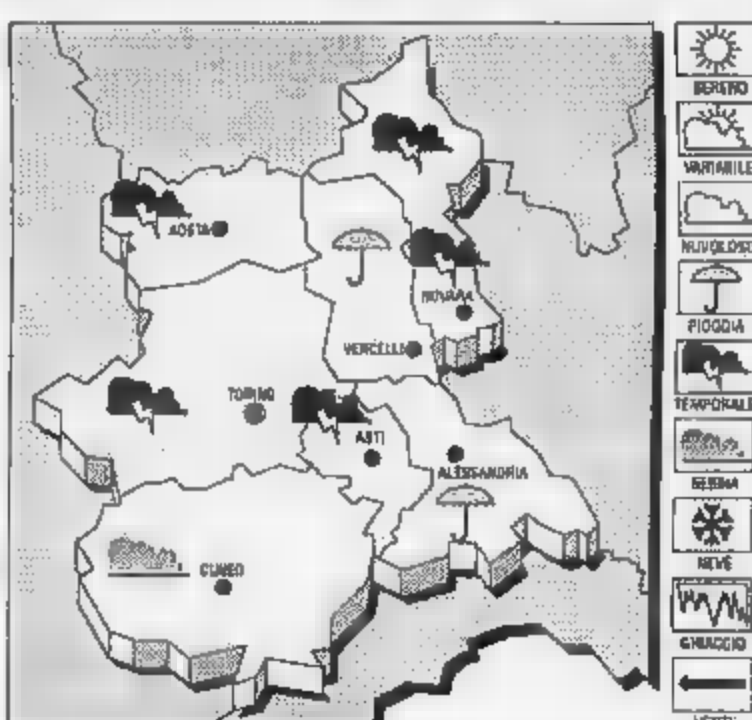 AOSTA
NOVARA
VERCELLI
TORINO
ASTI
ALESSANDRIA
CUNEO
SERENO
VARIABILE
NUVOLOSO
PIOGGIA
TEMPORALE
NEBBIA
NEVE
GHIACCIO